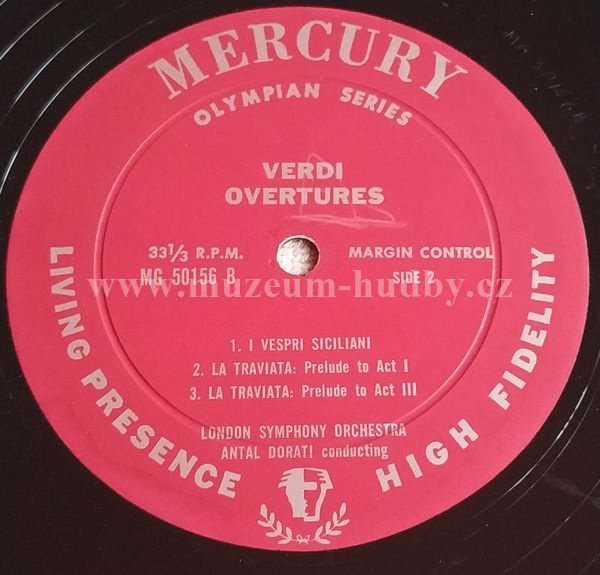 MERCURY
OLYMPIAN SERIES
VERDI
OVERTURES
33 1/3 R.P.M.
MARGIN CONTROL
MG 50156 B
SIDE 2
www.muzeum-hudby.cz
1. I VESPRI SICILIANI
2. LA TRAVIATA: Prelude to Act I
3. LA TRAVIATA: Prelude to Act III
LONDON SYMPHONY ORCHESTRA
ANTAL DORATI conducting
LIVING PRESENCE
HIGH FIDELITY